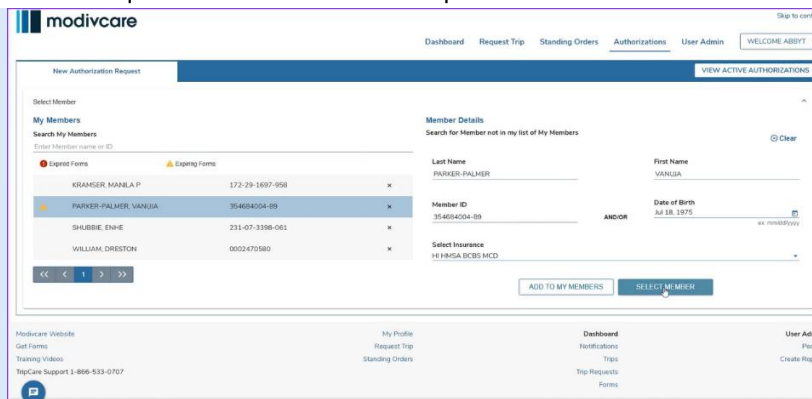 modivcare
Skip to cont
Dashboard Request Trip Standing Orders Authorizations User Admin WELCOME ABBYT
New Authorization Request VIEW ACTIVE AUTHORIZATIONS
Select Member
My Members
Search My Members
Enter Member name or ID
Expired Forms Expiring Forms
KRAMSER, MANILA P 172-29-1697-958 ×
PARKER-PALMER, VANUJA 354684004-89 ×
SHUBBIE, ENHE 231-07-3398-061 ×
WILLIAM, DRESTON 0002470580 ×
<< < 1 > >>
Member Details
Search for Member not in my list of My Members
Clear
Last Name First Name
PARKER-PALMER VANUJA
Member ID Date of Birth
354684004-89 AND/OR Jul 18, 1975
ex: mm/dd/yyyy
Select Insurance
HI HMSA BCBS MCD
ADD TO MY MEMBERS SELECT MEMBER
Modivcare Website My Profile Dashboard User Ad
Get Forms Request Trip Notifications Peo
Training Videos Standing Orders Trips Create Rep
TripCare Support 1-866-533-0707 Trip Requests
Forms